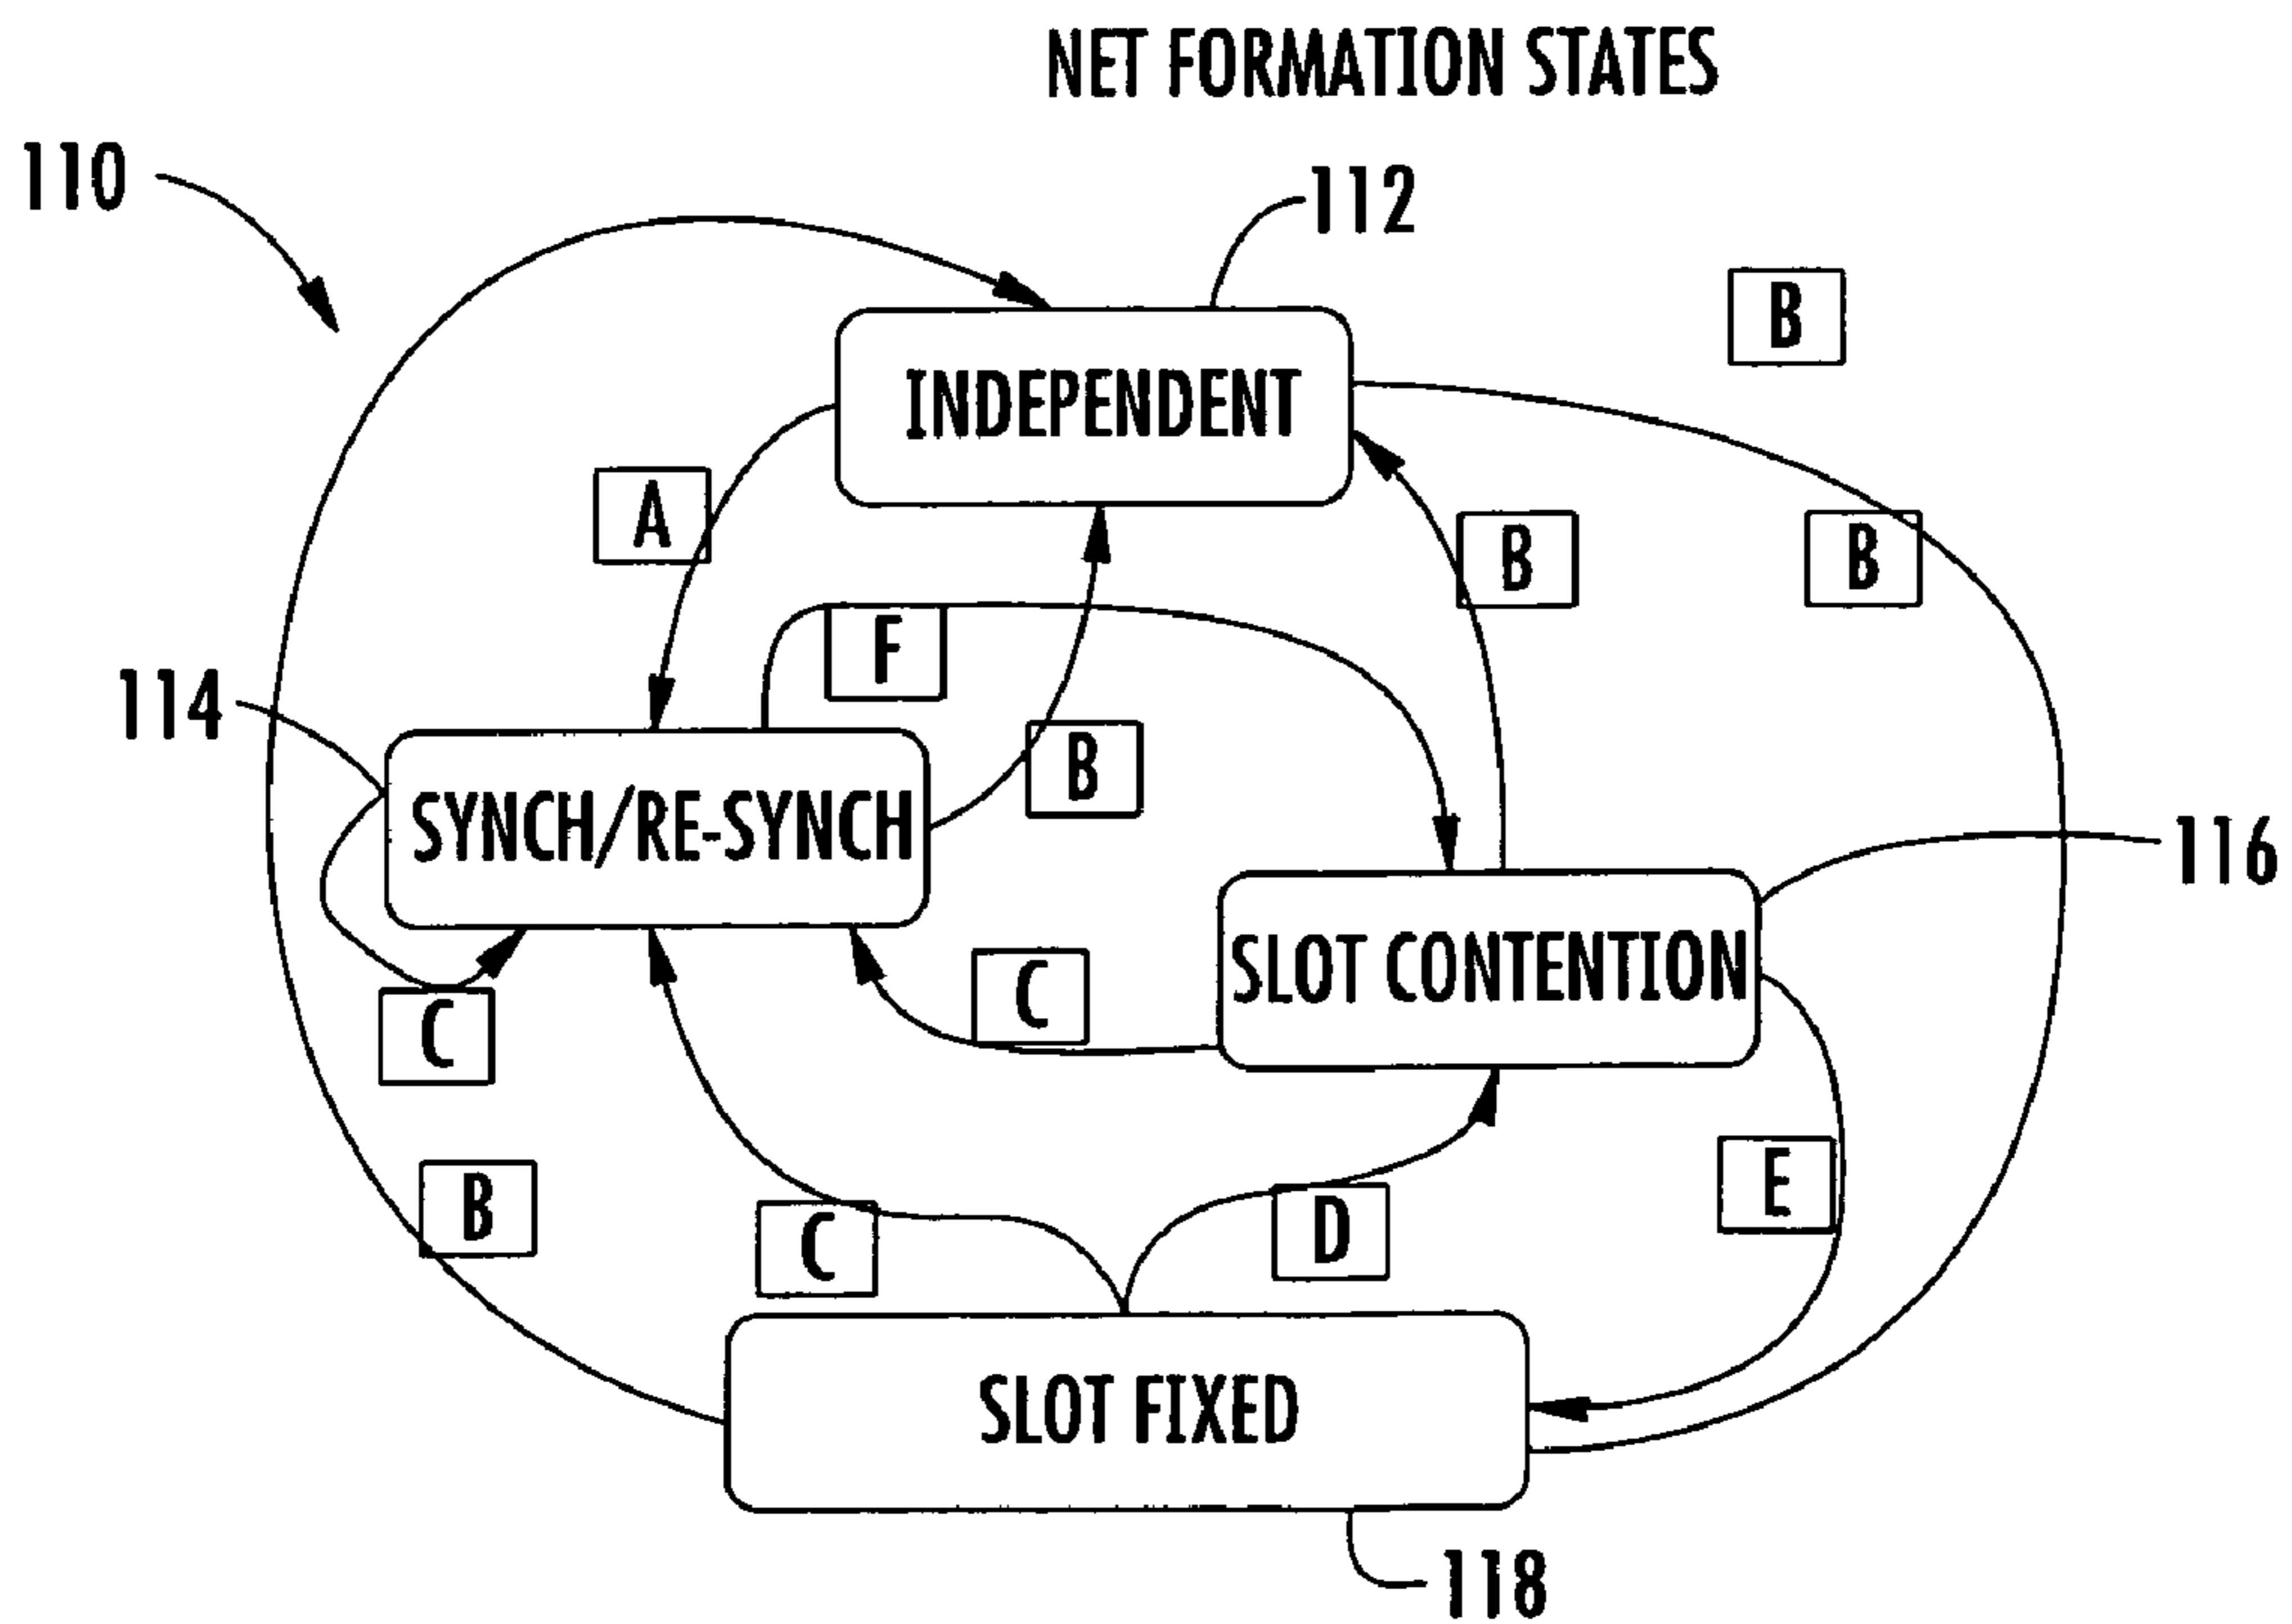 NET FORMATION STATES
110
112
B
INDEPENDENT
A
B
B
F
114
B
SYNCH/RE-SYNCH
116
SLOT CONTENTION
C
C
B
E
C
D
SLOT FIXED
118